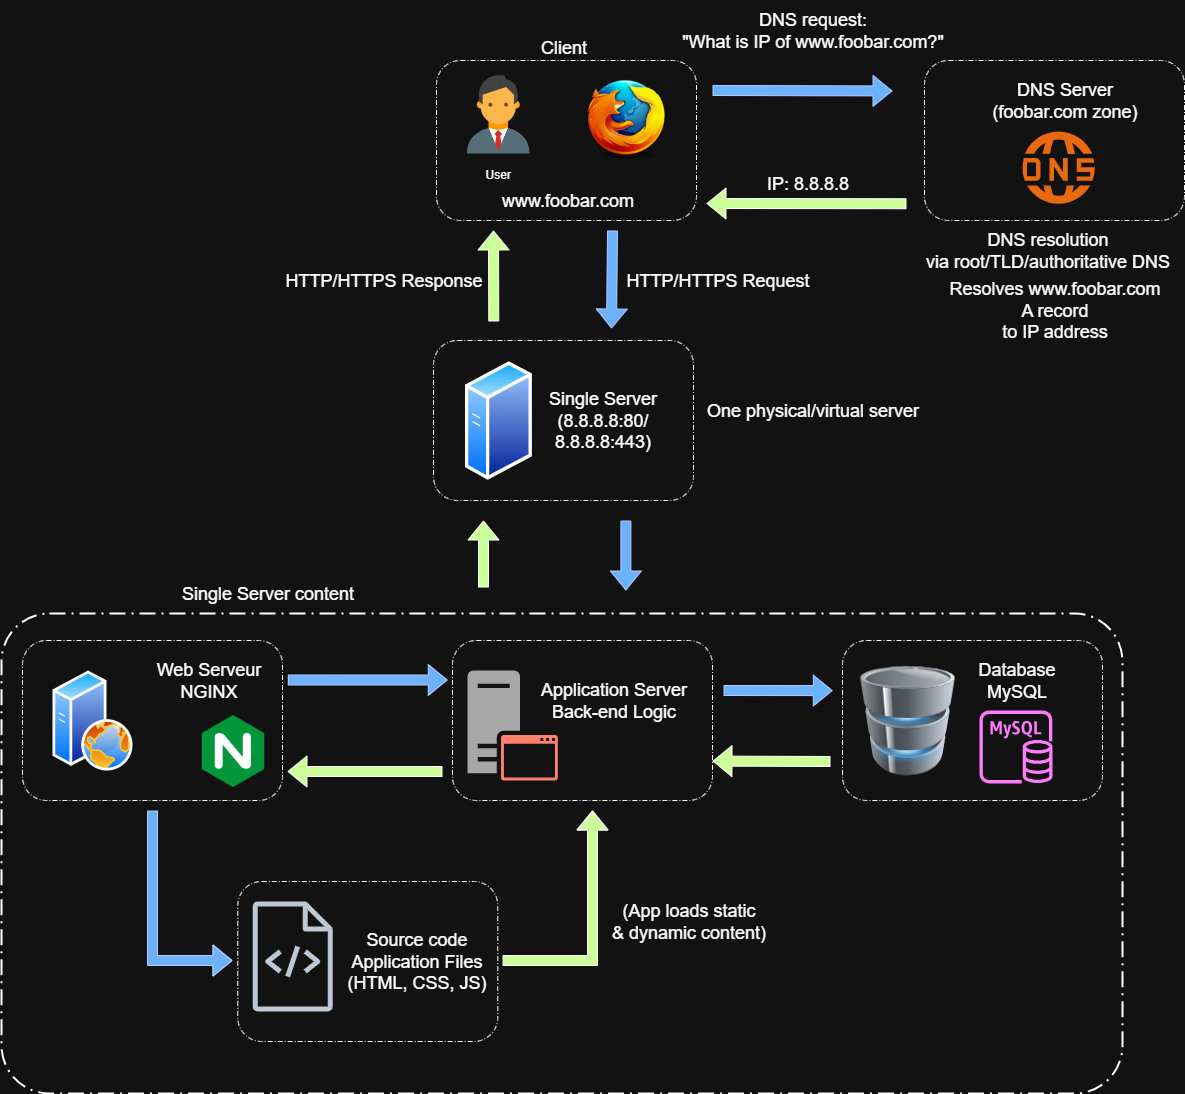 DNS request:
"What is IP of www.foobar.com?"
Client
User
www.foobar.com
DNS Server
(foobar.com zone)
DNS
IP: 8.8.8.8
DNS resolution
via root/TLD/authoritative DNS
Resolves www.foobar.com
A record
to IP address
HTTP/HTTPS Response
HTTP/HTTPS Request
Single Server
(8.8.8.8:80/
8.8.8.8:443)
One physical/virtual server
Single Server content
Web Serveur
NGINX
N
Application Server
Back-end Logic
Database
MySQL
MySQL
</>
Source code
Application Files
(HTML, CSS, JS)
(App loads static
& dynamic content)